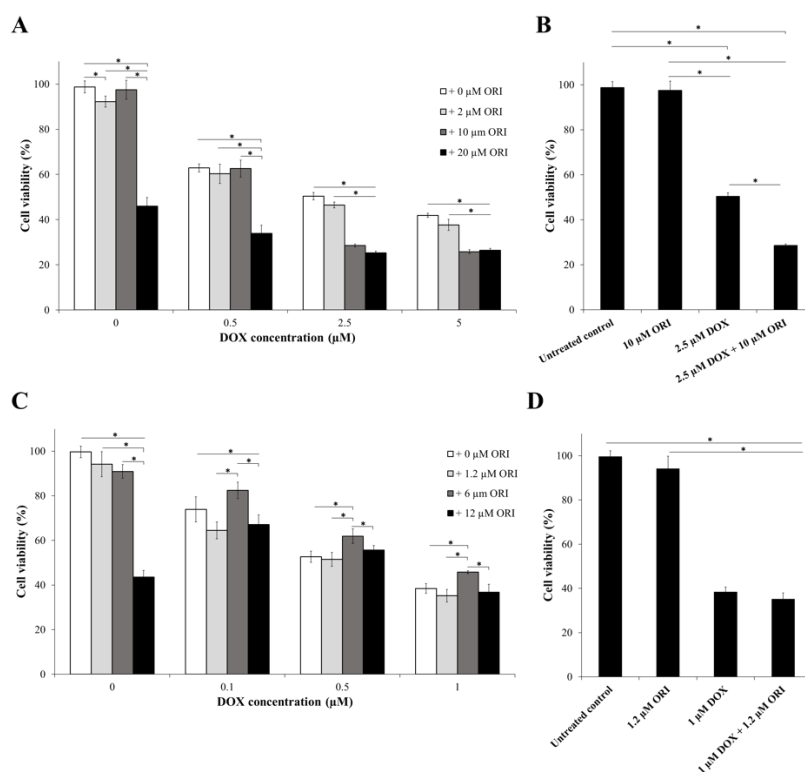 A
Cell viability (%)
120
100
80
60
40
20
0
* * * *
* * *
* *
* *
+ 0 µM ORI
+ 2 µM ORI
+ 10 µm ORI
+ 20 µM ORI
0 0.5 2.5 5
DOX concentration (µM)
B
Cell viability (%)
120
100
80
60
40
20
0
* * * * *
Untreated control
10 µM ORI
2.5 µM DOX
2.5 µM DOX + 10 µM ORI
C
Cell viability (%)
120
100
80
60
40
20
0
* * *
* * *
* * *
* * *
+ 0 µM ORI
+ 1.2 µM ORI
+ 6 µm ORI
+ 12 µM ORI
0 0.1 0.5 1
DOX concentration (µM)
D
Cell viability (%)
120
100
80
60
40
20
0
* *
Untreated control
1.2 µM ORI
1 µM DOX
1 µM DOX + 1.2 µM ORI